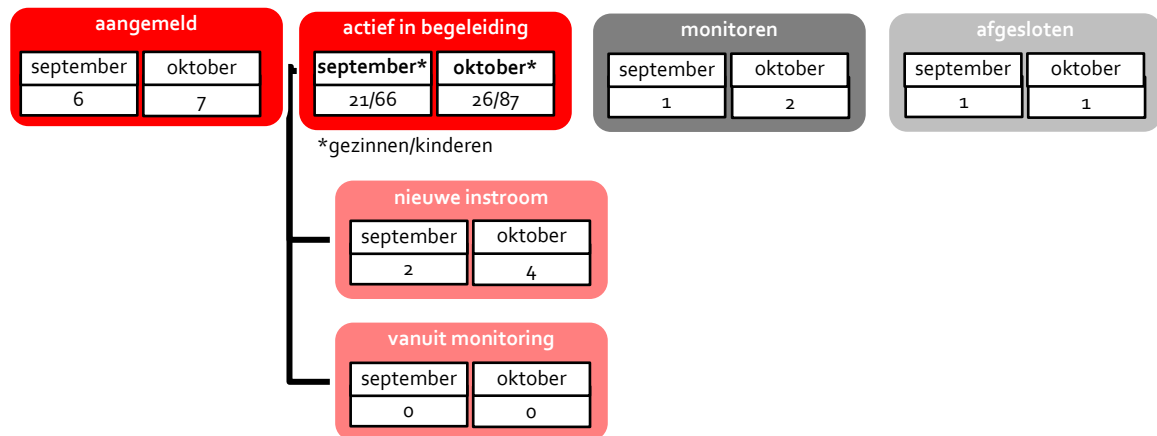 aangemeld
september oktober
6 7
actief in begeleiding
september* oktober*
21/66 26/87
*gezinnen/kinderen
monitoren
september oktober
1 2
afgesloten
september oktober
1 1
nieuwe instroom
september oktober
2 4
vanuit monitoring
september oktober
0 0